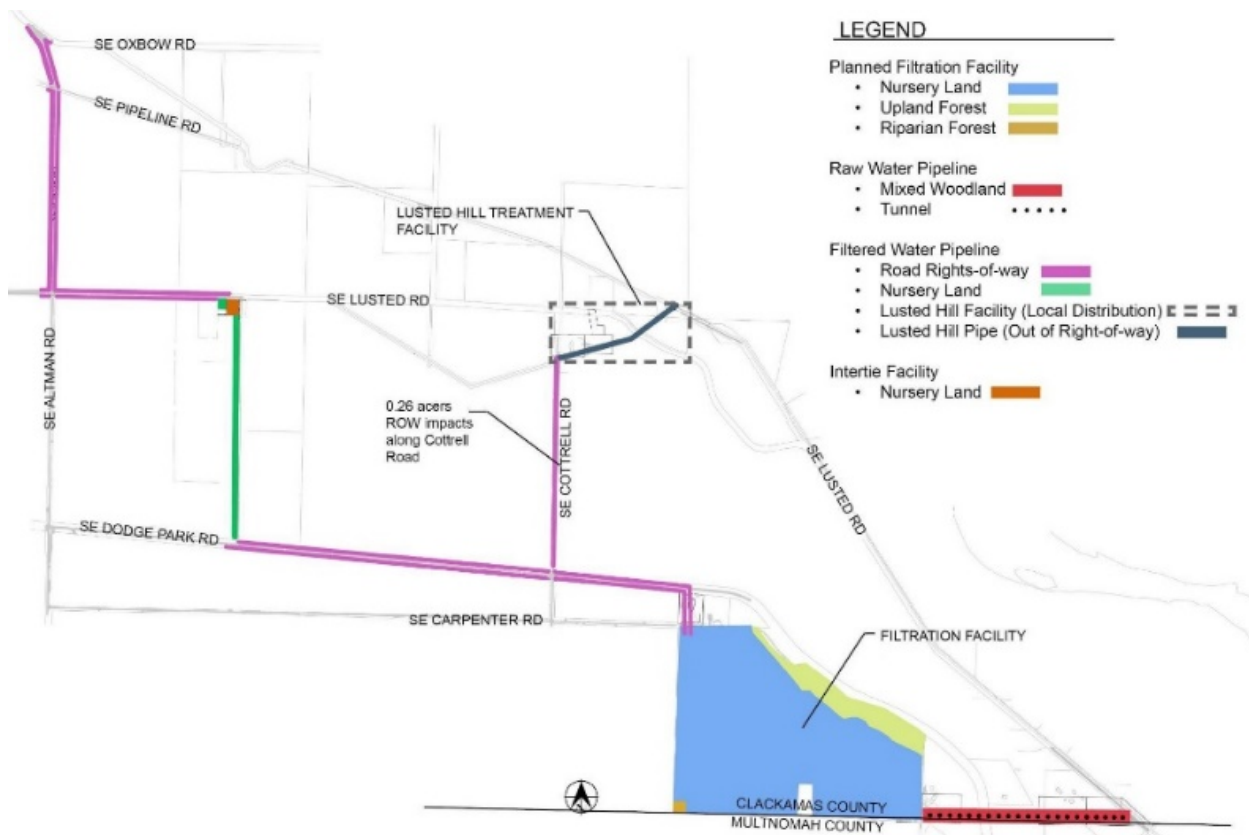 SE OXBOW RD
SE PIPELINE RD
LUSTED HILL TREATMENT
FACILITY
SE LUSTED RD
SE ALTMAN RD
0.26 acers
ROW impacts
along Cottrell
Road
SE COTTRELL RD
SE LUSTED RD
SE DODGE PARK RD
SE CARPENTER RD
FILTRATION FACILITY
CLACKAMAS COUNTY
MULTNOMAH COUNTY
LEGEND
Planned Filtration Facility
• Nursery Land
• Upland Forest
• Riparian Forest
Raw Water Pipeline
• Mixed Woodland
• Tunnel
Filtered Water Pipeline
• Road Rights-of-way
• Nursery Land
• Lusted Hill Facility (Local Distribution)
• Lusted Hill Pipe (Out of Right-of-way)
Intertie Facility
• Nursery Land